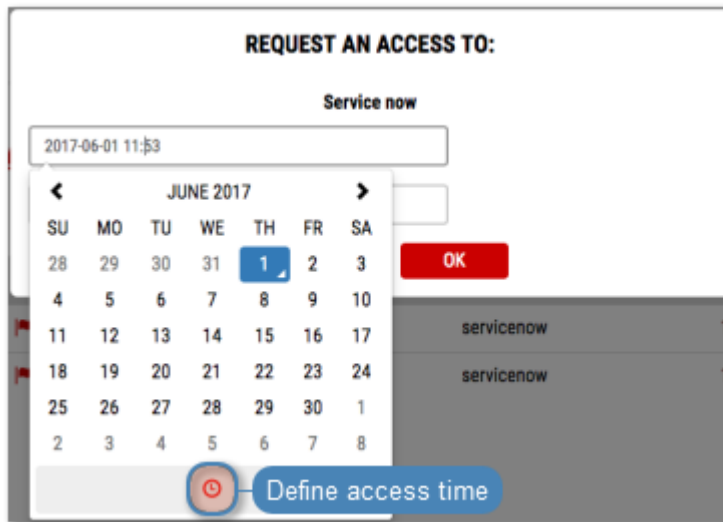 REQUEST AN ACCESS TO:
Service now
2017-06-01 11:53
JUNE 2017
SU MO TU WE TH FR SA
28 29 30 31 1 2 3
4 5 6 7 8 9 10
11 12 13 14 15 16 17
18 19 20 21 22 23 24
25 26 27 28 29 30 1
2 3 4 5 6 7 8
OK
servicenow
servicenow
Define access time